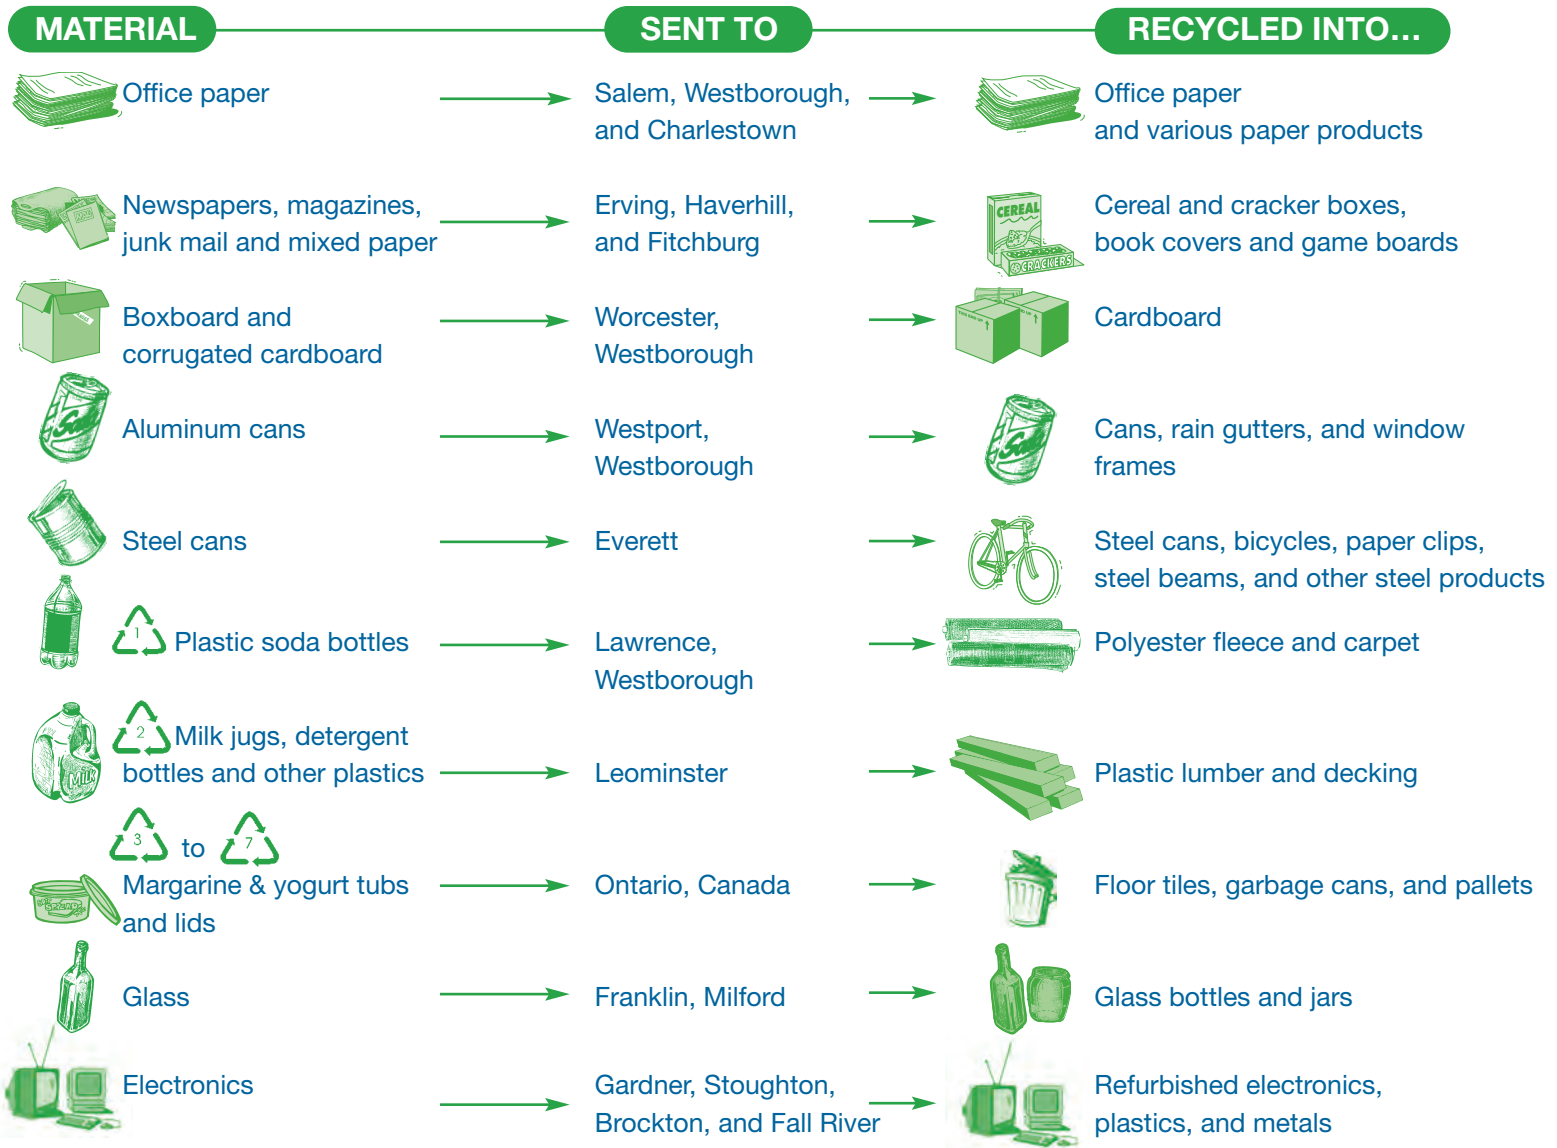 MATERIAL SENT TO RECYCLED INTO...
Office paper
Salem, Westborough,
and Charlestown
Office paper
and various paper products
Newspapers, magazines,
junk mail and mixed paper
Erving, Haverhill,
and Fitchburg
CEREAL
CRACKERS
Cereal and cracker boxes,
book covers and game boards
Boxboard and
corrugated cardboard
Worcester,
Westborough
Cardboard
Soda
Aluminum cans
Westport,
Westborough
Soda
Cans, rain gutters, and window
frames
Steel cans
Everett
Steel cans, bicycles, paper clips,
steel beams, and other steel products
1
Plastic soda bottles
Lawrence,
Westborough
Polyester fleece and carpet
MILK
2
Milk jugs, detergent
bottles and other plastics
Leominster
Plastic lumber and decking
3 to 7
Margarine & yogurt tubs
and lids
Ontario, Canada
Floor tiles, garbage cans, and pallets
Glass
Franklin, Milford
Glass bottles and jars
Electronics
Gardner, Stoughton,
Brockton, and Fall River
Refurbished electronics,
plastics, and metals